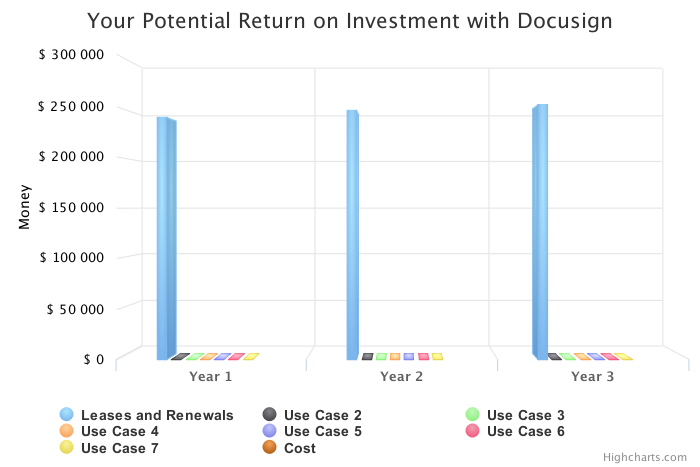 Your Potential Return on Investment with Docusign
$ 300 000
$ 250 000
$ 200 000
$ 150 000
$ 100 000
$ 50 000
$ 0
Money
Year 1 Year 2 Year 3
Leases and Renewals Use Case 2 Use Case 3
Use Case 4 Use Case 5 Use Case 6
Use Case 7 Cost
Highcharts.com